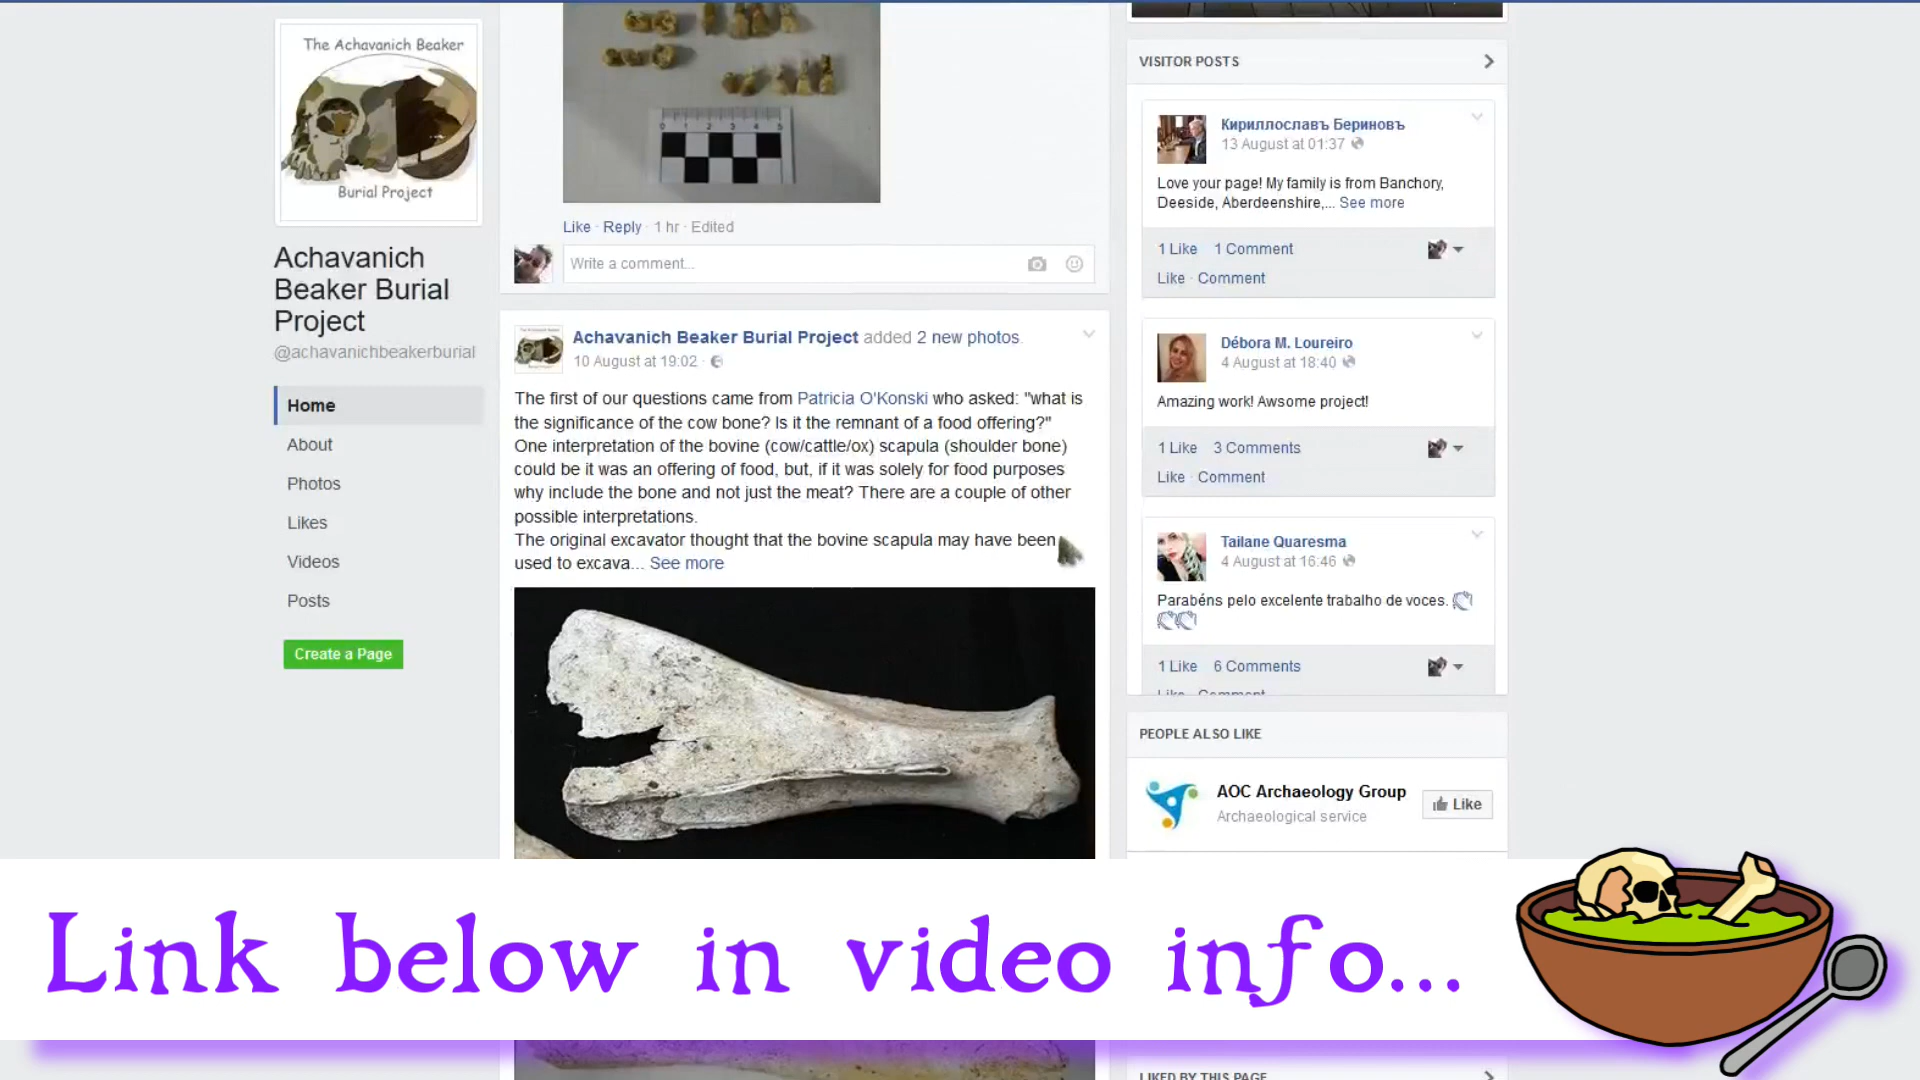 The Achavanich Beaker
Burial Project
Achavanich
Beaker Burial
Project
@achavanichbeakerburial
Home
About
Photos
Likes
Videos
Posts
Create a Page
0 1 2 3 4 5
Like · Reply · 1 hr · Edited
Write a comment...
Achavanich Beaker Burial Project added 2 new photos.
10 August at 19:02 ·
The first of our questions came from Patricia O'Konski who asked: "what is
the significance of the cow bone? Is it the remnant of a food offering?"
One interpretation of the bovine (cow/cattle/ox) scapula (shoulder bone)
could be it was an offering of food, but, if it was solely for food purposes
why include the bone and not just the meat? There are a couple of other
possible interpretations.
The original excavator thought that the bovine scapula may have been
used to excava... See more
VISITOR POSTS
Кириллославъ Бериновъ
13 August at 01:37
Love your page! My family is from Banchory,
Deeside, Aberdeenshire,... See more
1 Like 1 Comment
Like · Comment
Débora M. Loureiro
4 August at 18:40
Amazing work! Awsome project!
1 Like 3 Comments
Like · Comment
Tailane Quaresma
4 August at 16:46
Parabéns pelo excelente trabalho de voces.
1 Like 6 Comments
Like · Comment
PEOPLE ALSO LIKE
AOC Archaeology Group
Archaeological service
Like
LIKED BY THIS PAGE
Link below in video info...